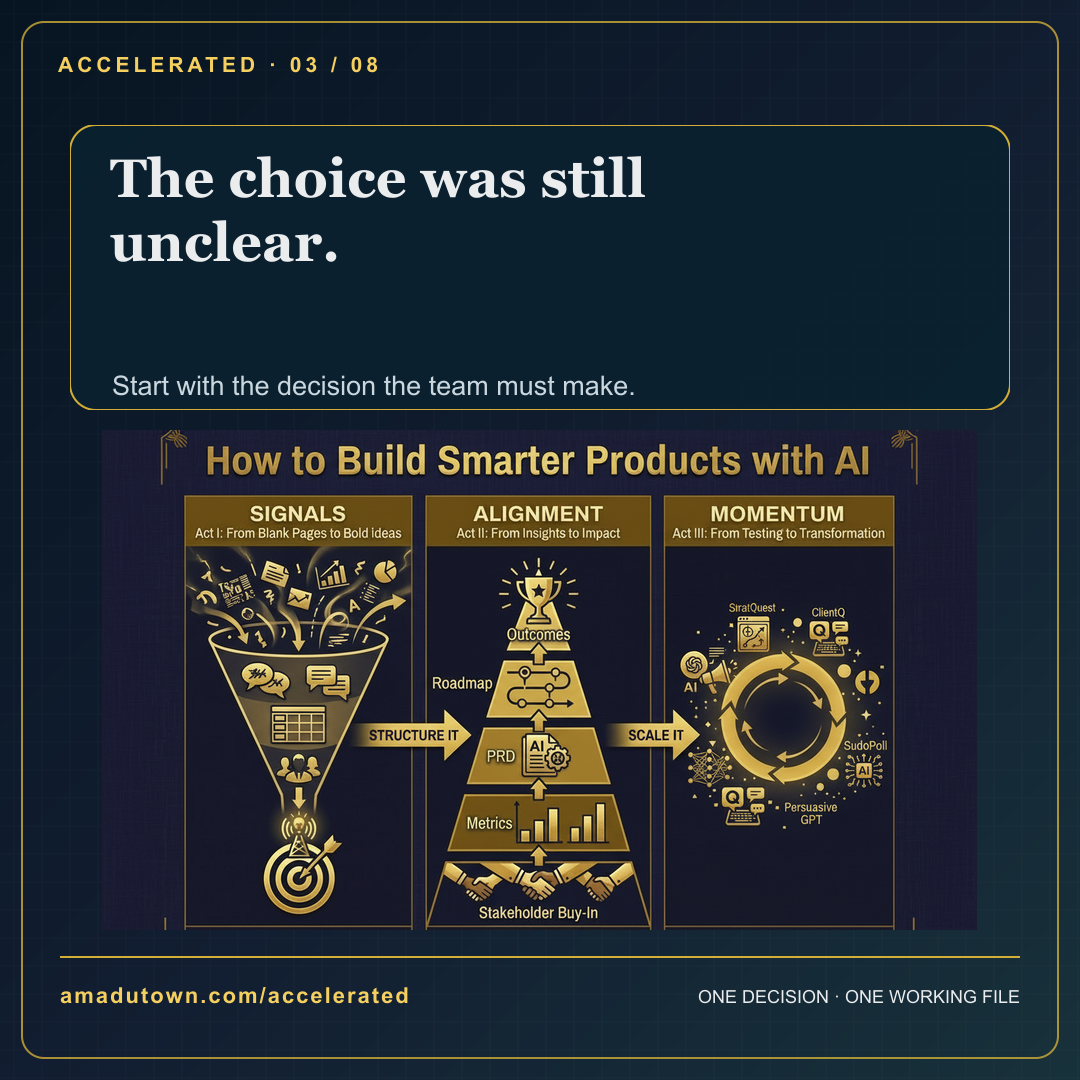 ACCELERATED · 03 / 08
The choice was still
unclear.
Start with the decision the team must make.
How to Build Smarter Products with AI
SIGNALS
Act I: From Blank Pages to Bold Ideas
ALIGNMENT
Act II: From Insights to Impact
MOMENTUM
Act III: From Testing to Transformation
Outcomes
Roadmap
STRUCTURE IT
PRD
AI
Metrics
Stakeholder Buy-In
SCALE IT
SiratQuest
ClientQ
Q
AI
SudoPoll
AI
Q
Persuasive
GPT
amadutown.com/accelerated
ONE DECISION · ONE WORKING FILE